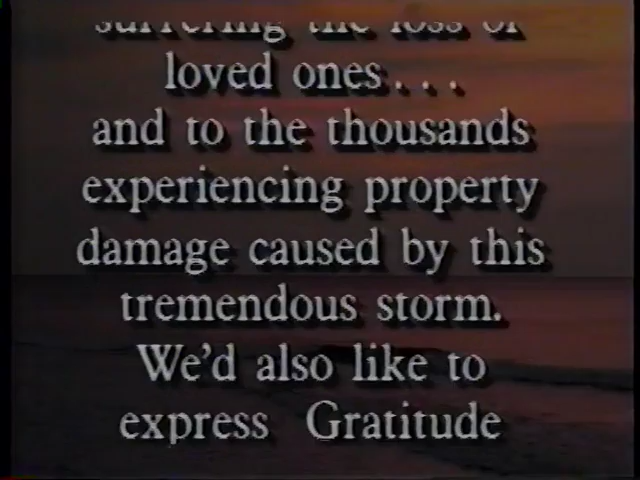 suffering the loss of
loved ones...
and to the thousands
experiencing property
damage caused by this
tremendous storm.
We'd also like to
express Gratitude